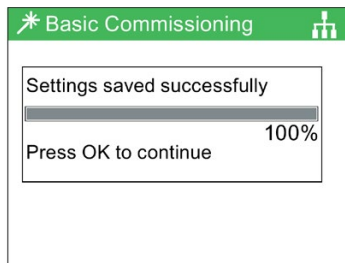 Basic Commissioning
Settings saved successfully
100%
Press OK to continue